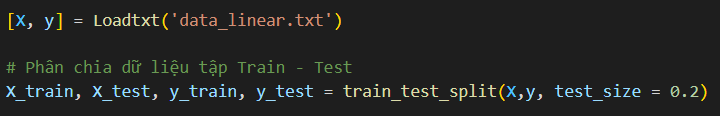 [X, y] = Loadtxt('data_linear.txt')
# Phân chia dữ liệu tập Train - Test
X_train, X_test, y_train, y_test = train_test_split(X,y, test_size = 0.2)